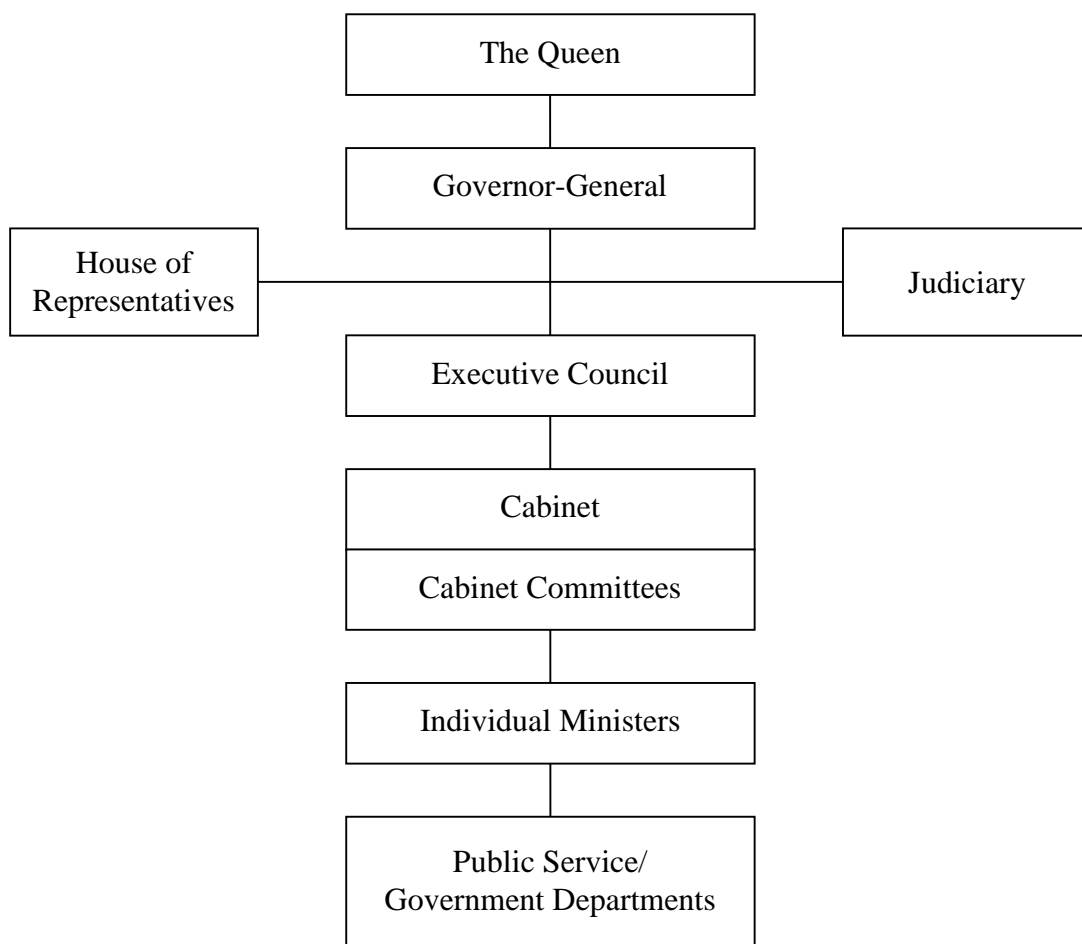 The Queen
Governor-General
House of
Representatives
Judiciary
Executive Council
Cabinet
Cabinet Committees
Individual Ministers
Public Service/
Government Departments